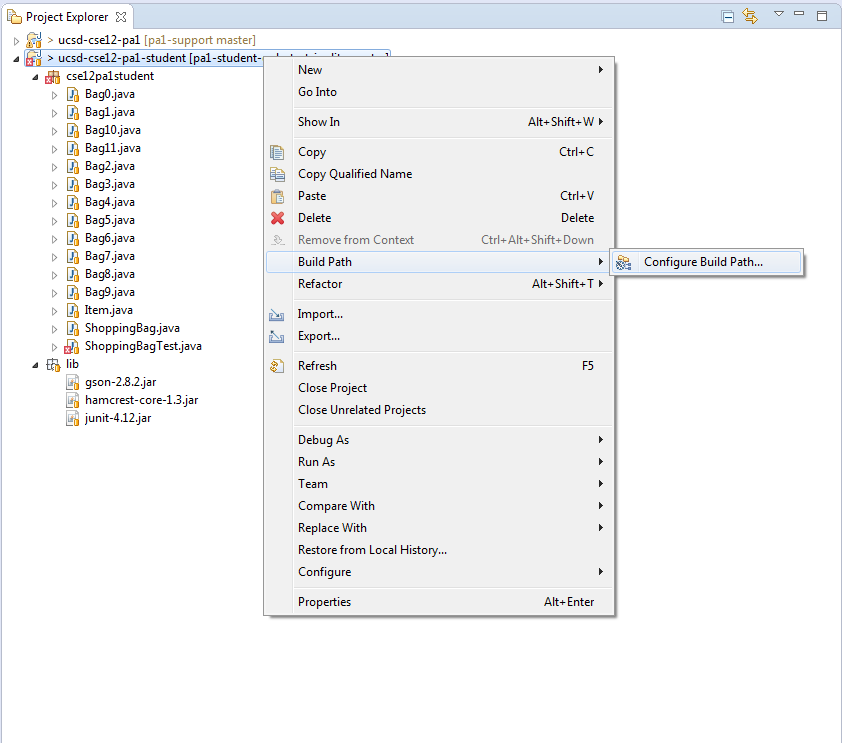 Project Explorer
> ucsd-cse12-pa1 [pa1-support master]
> ucsd-cse12-pa1-student [pa1-student-
cse12pa1student
Bag0.java
Bag1.java
Bag10.java
Bag11.java
Bag2.java
Bag3.java
Bag4.java
Bag5.java
Bag6.java
Bag7.java
Bag8.java
Bag9.java
Item.java
ShoppingBag.java
ShoppingBagTest.java
lib
gson-2.8.2.jar
hamcrest-core-1.3.jar
junit-4.12.jar
New
Go Into
Show In Alt+Shift+W
Copy Ctrl+C
Copy Qualified Name
Paste Ctrl+V
Delete Delete
Remove from Context Ctrl+Alt+Shift+Down
Build Path
Configure Build Path...
Refactor Alt+Shift+T
Import...
Export...
Refresh F5
Close Project
Close Unrelated Projects
Debug As
Run As
Team
Compare With
Replace With
Restore from Local History...
Configure
Properties Alt+Enter